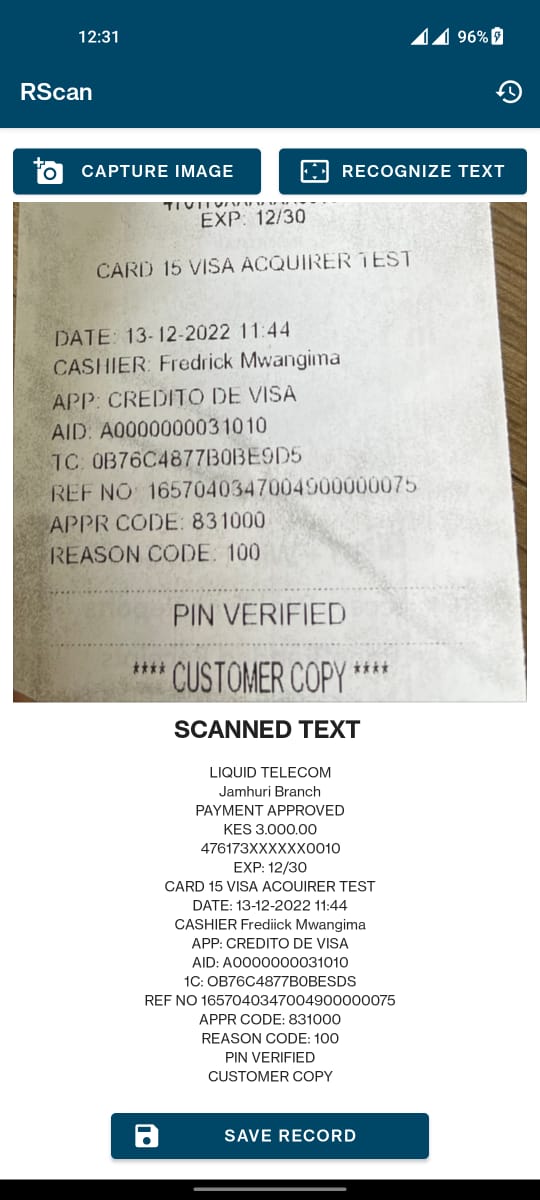 12:31
96%
RScan
CAPTURE IMAGE
RECOGNIZE TEXT
EXP: 12/30
CARD 15 VISA ACQUIRER TEST
DATE: 13-12-2022 11:44
CASHIER: Fredrick Mwangima
APP: CREDITO DE VISA
AID: A0000000031010
TC: 0B76C4877B0BE9D5
REF NO: 1657040347004900000075
APPR CODE: 831000
REASON CODE: 100
PIN VERIFIED
**** CUSTOMER COPY ****
SCANNED TEXT
LIQUID TELECOM
Jamhuri Branch
PAYMENT APPROVED
KES 3.000.00
476173XXXXXX0010
EXP: 12/30
CARD 15 VISA ACOUIRER TEST
DATE: 13-12-2022 11:44
CASHIER Frediick Mwangima
APP: CREDITO DE VISA
AID: A0000000031010
1C: OB76C4877B0BESDS
REF NO 1657040347004900000075
APPR CODE: 831000
REASON CODE: 100
PIN VERIFIED
CUSTOMER COPY
SAVE RECORD